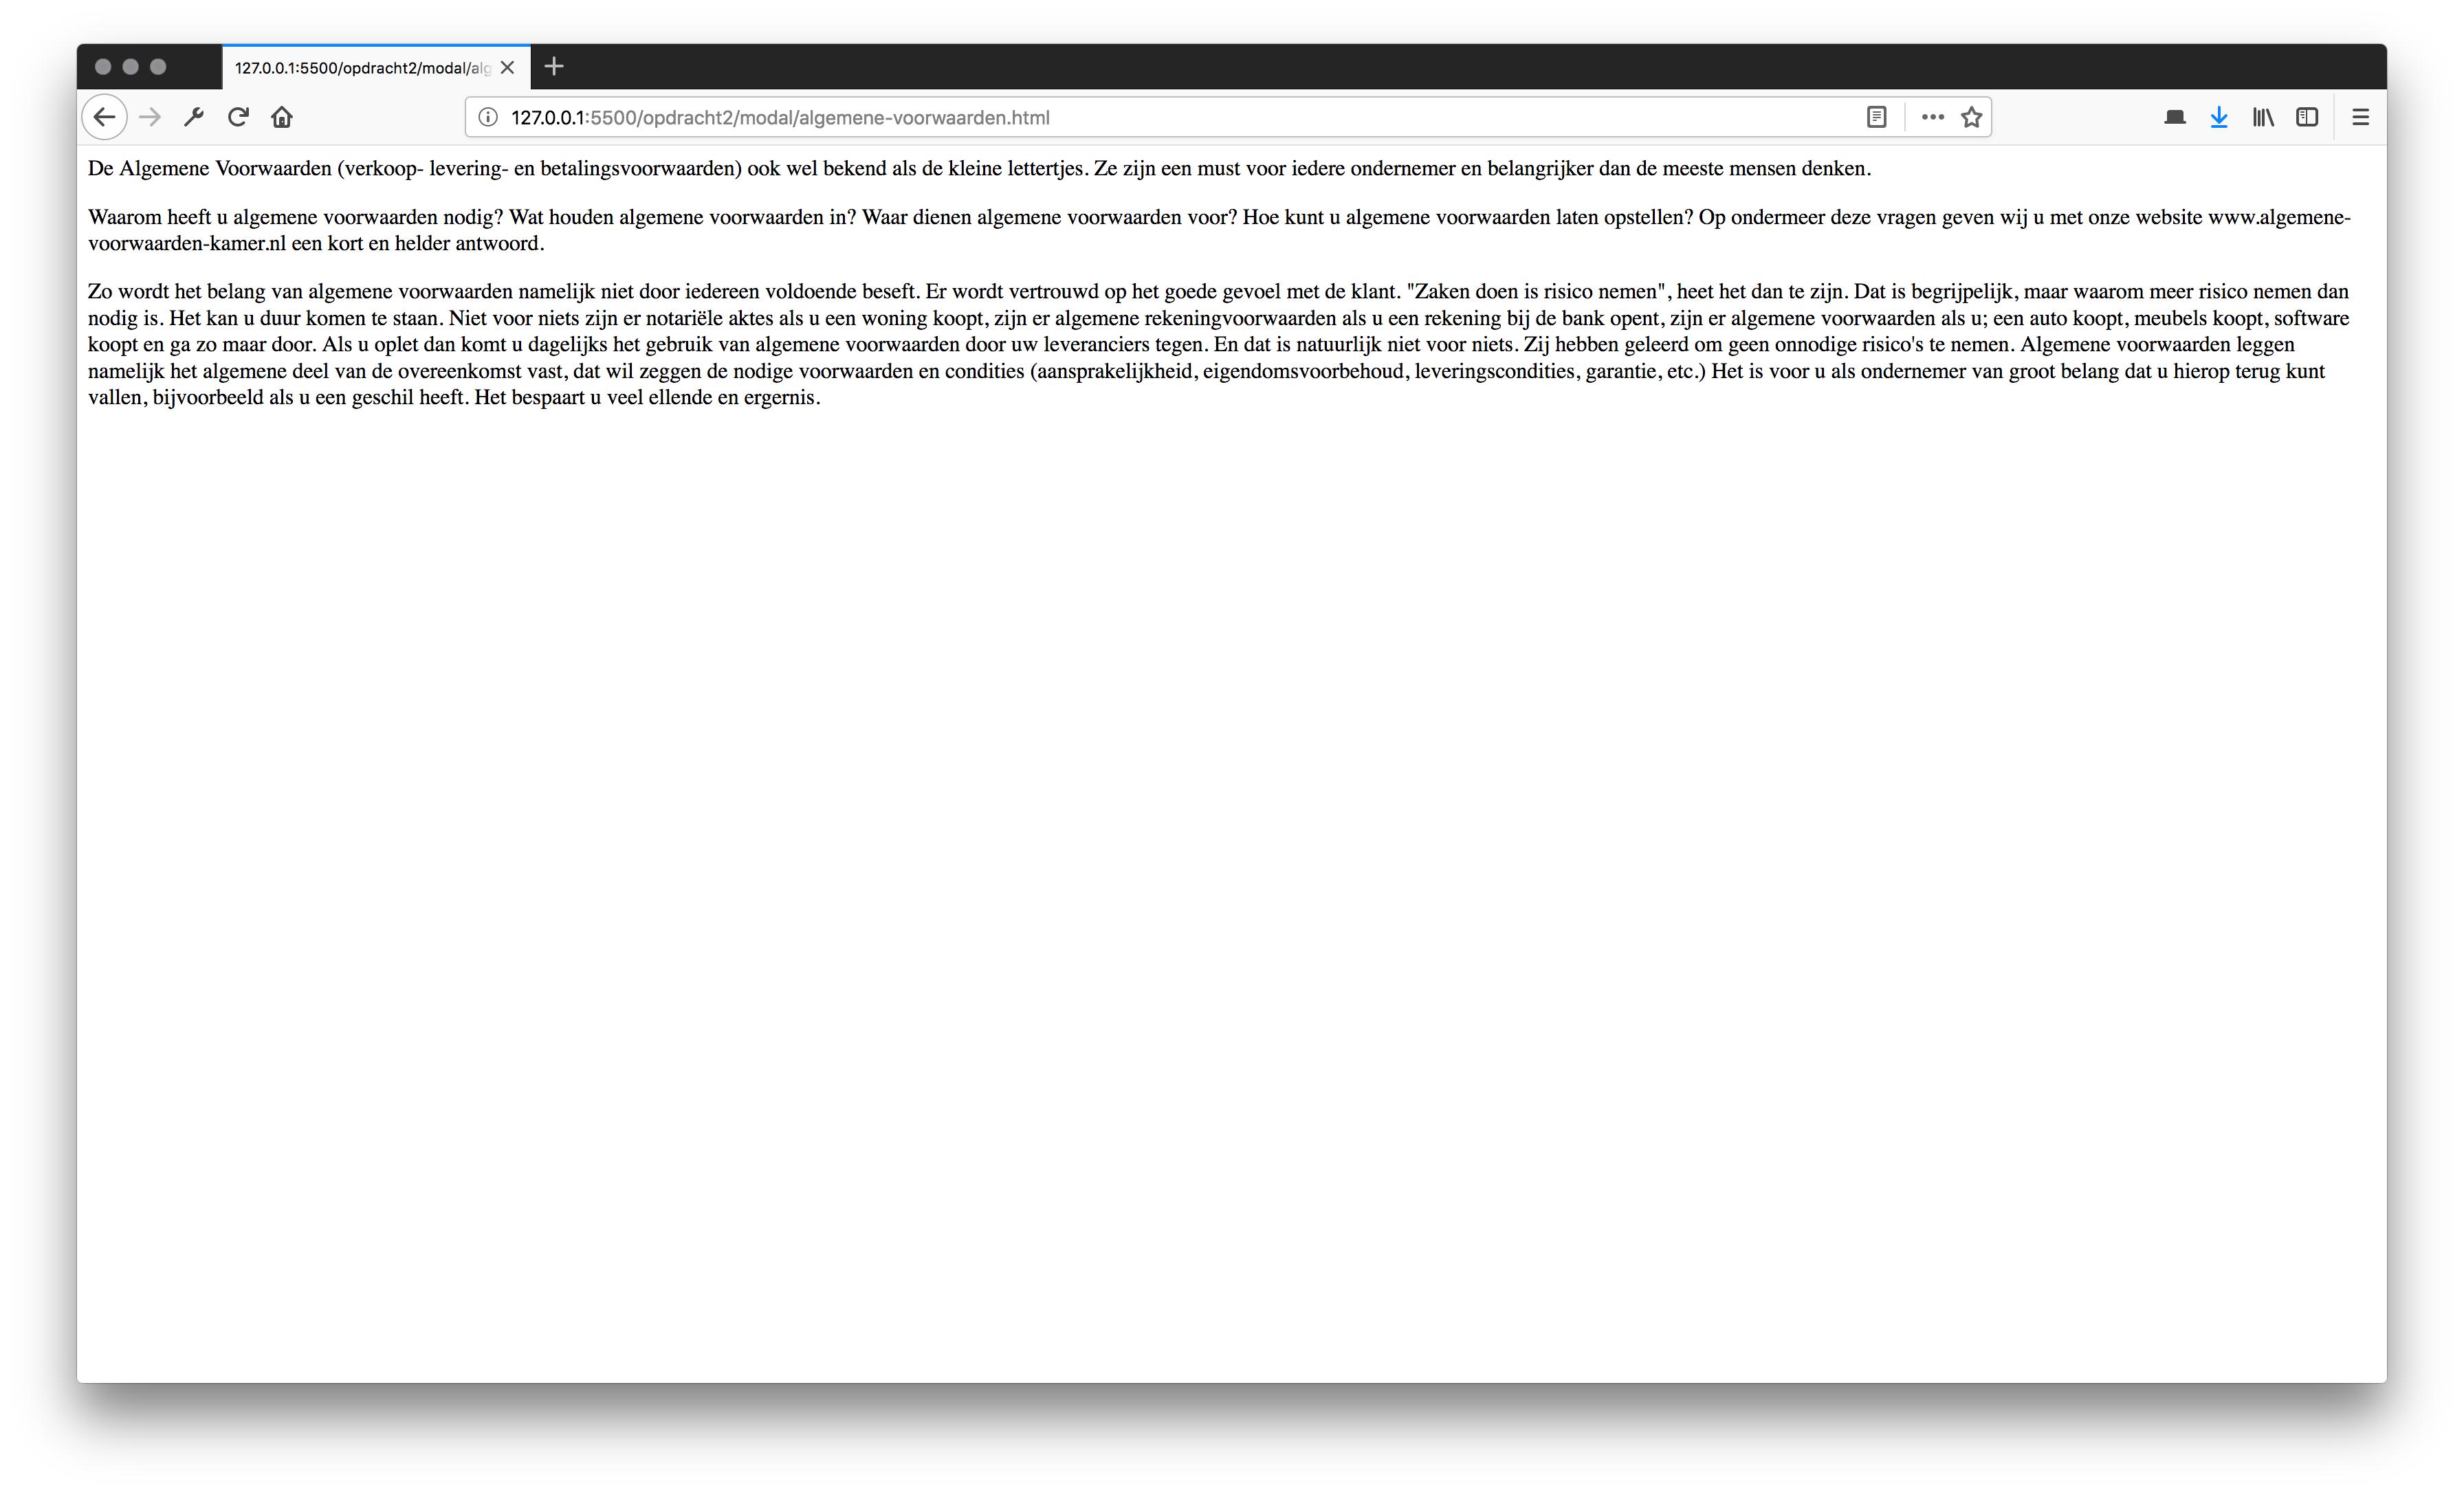 127.0.0.1:5500/opdracht2/modal/alg
127.0.0.1:5500/opdracht2/modal/algemene-voorwaarden.html
De Algemene Voorwaarden (verkoop- levering- en betalingsvoorwaarden) ook wel bekend als de kleine lettertjes. Ze zijn een must voor iedere ondernemer en belangrijker dan de meeste mensen denken.
Waarom heeft u algemene voorwaarden nodig? Wat houden algemene voorwaarden in? Waar dienen algemene voorwaarden voor? Hoe kunt u algemene voorwaarden laten opstellen? Op ondermeer deze vragen geven wij u met onze website www.algemene-
voorwaarden-kamer.nl een kort en helder antwoord.
Zo wordt het belang van algemene voorwaarden namelijk niet door iedereen voldoende beseft. Er wordt vertrouwd op het goede gevoel met de klant. "Zaken doen is risico nemen", heet het dan te zijn. Dat is begrijpelijk, maar waarom meer risico nemen dan
nodig is. Het kan u duur komen te staan. Niet voor niets zijn er notariële aktes als u een woning koopt, zijn er algemene rekeningvoorwaarden als u een rekening bij de bank opent, zijn er algemene voorwaarden als u; een auto koopt, meubels koopt, software
koopt en ga zo maar door. Als u oplet dan komt u dagelijks het gebruik van algemene voorwaarden door uw leveranciers tegen. En dat is natuurlijk niet voor niets. Zij hebben geleerd om geen onnodige risico's te nemen. Algemene voorwaarden leggen
namelijk het algemene deel van de overeenkomst vast, dat wil zeggen de nodige voorwaarden en condities (aansprakelijkheid, eigendomsvoorbehoud, leveringscondities, garantie, etc.) Het is voor u als ondernemer van groot belang dat u hierop terug kunt
vallen, bijvoorbeeld als u een geschil heeft. Het bespaart u veel ellende en ergernis.